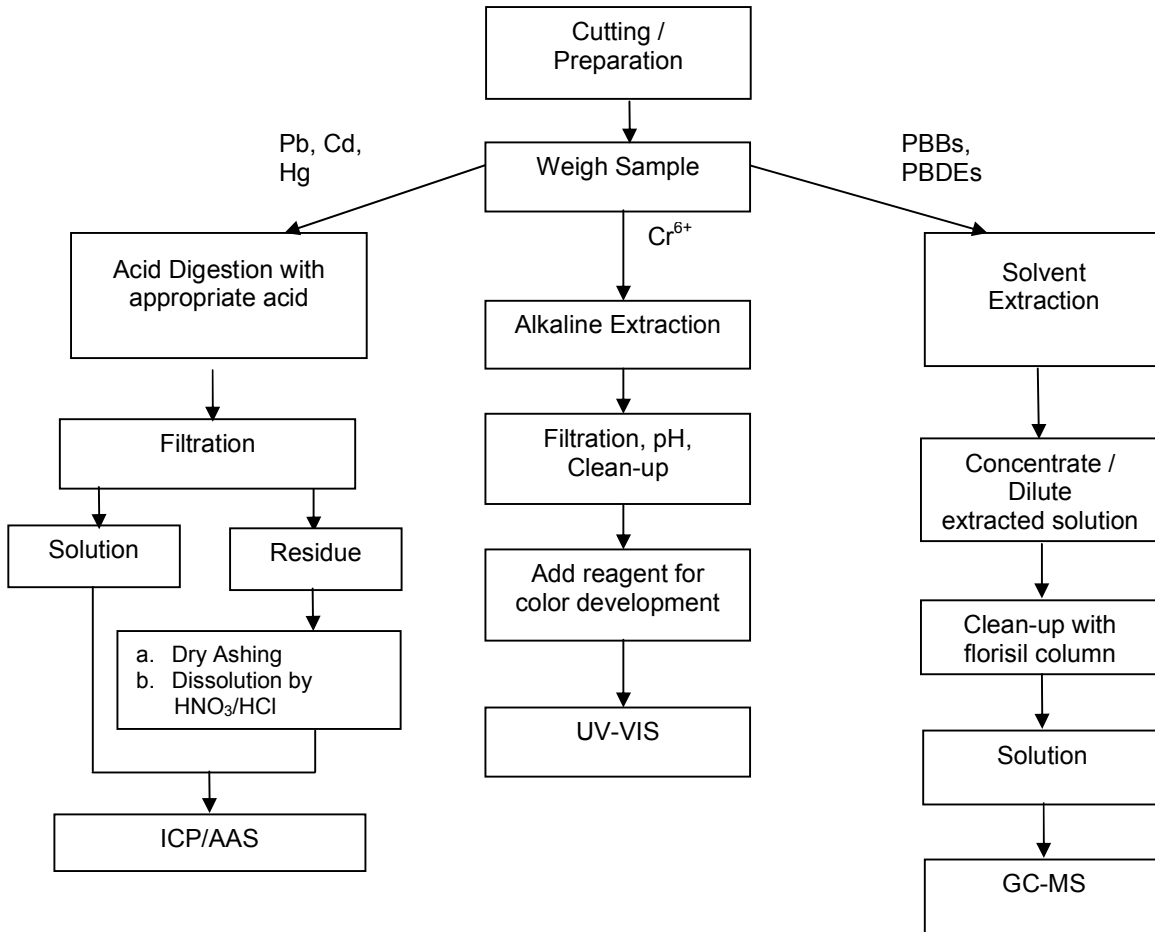 Cutting /
Preparation
Pb, Cd,
Hg
Weigh Sample
PBBs,
PBDEs
Cr⁶⁺
Acid Digestion with
appropriate acid
Alkaline Extraction
Solvent
Extraction
Filtration
Filtration, pH,
Clean-up
Concentrate /
Dilute
extracted solution
Solution
Residue
Add reagent for
color development
a. Dry Ashing
b. Dissolution by
HNO₃/HCl
Clean-up with
florisil column
UV-VIS
Solution
ICP/AAS
GC-MS